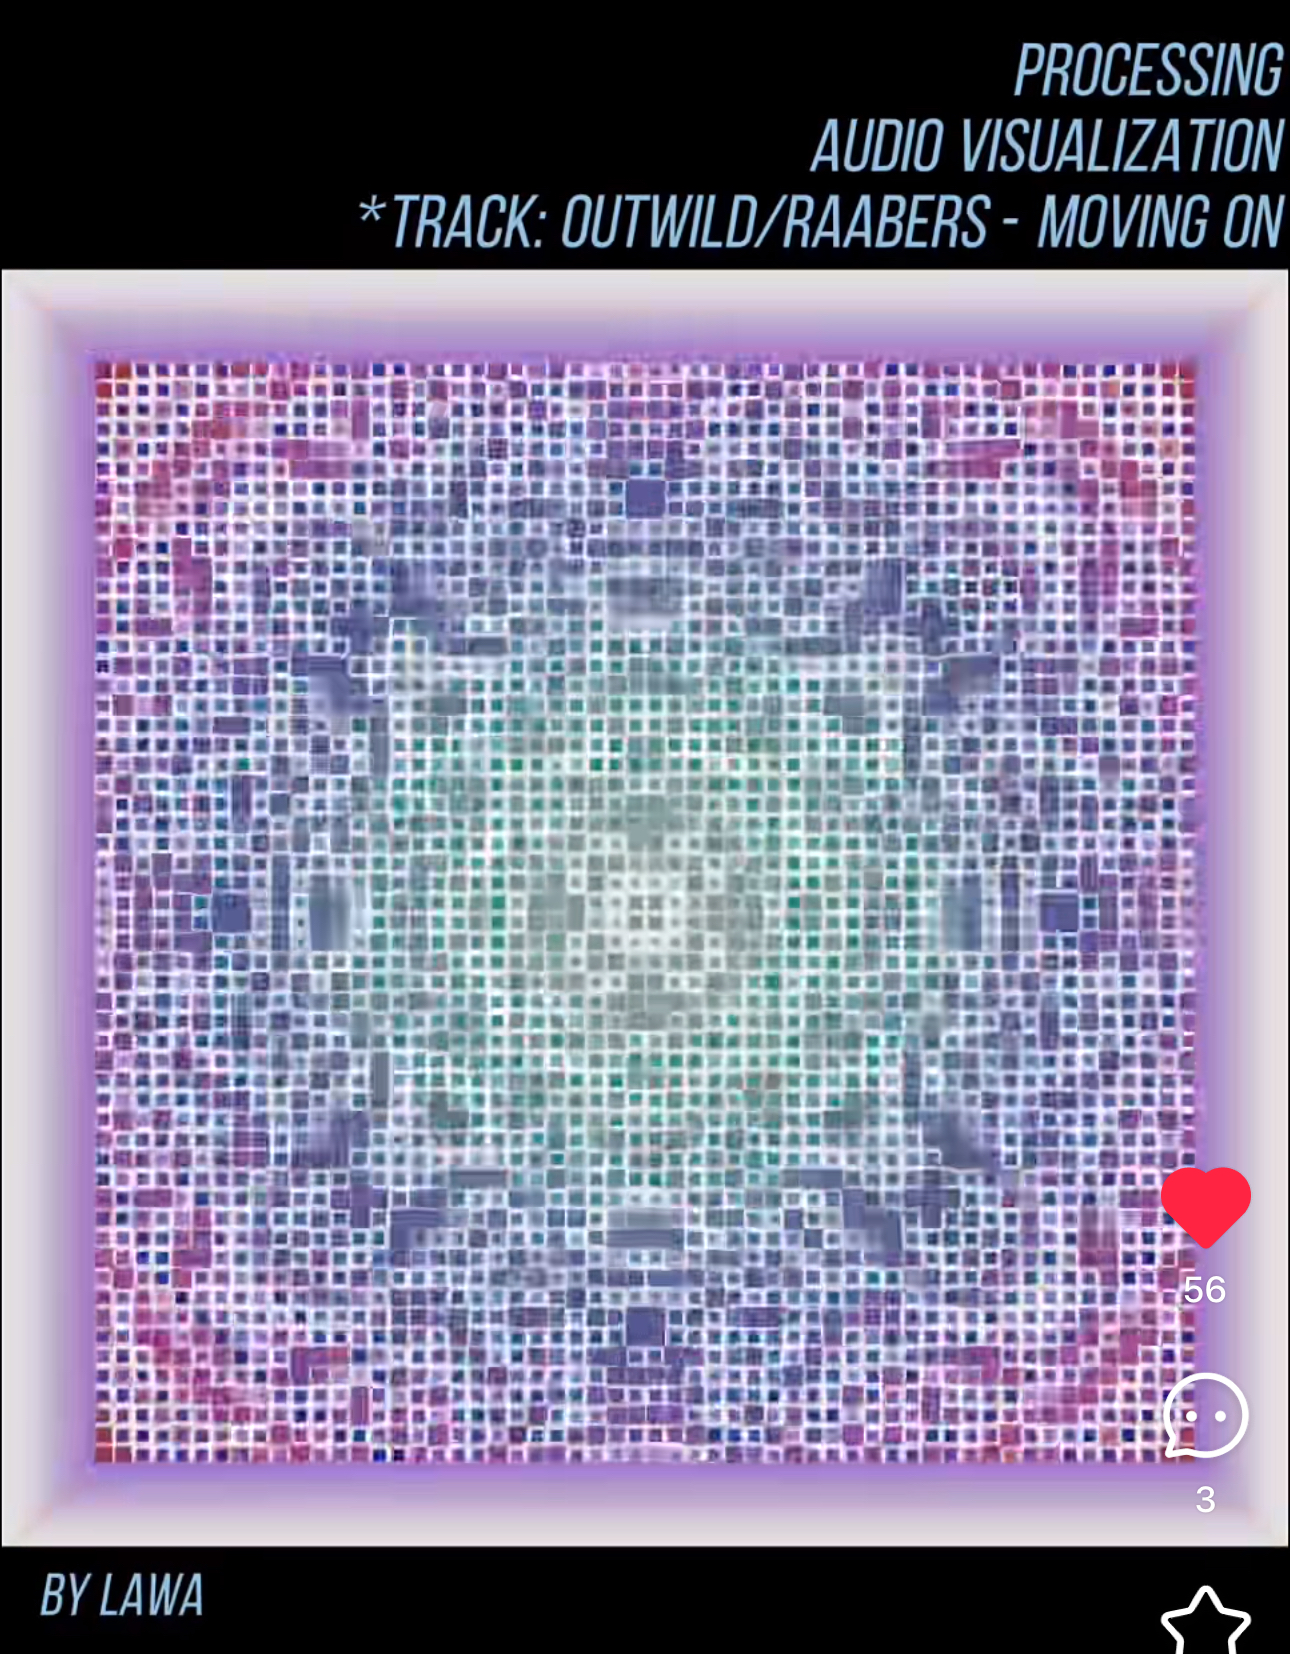 PROCESSING
AUDIO VISUALIZATION
*TRACK: OUTWILD/RAABERS - MOVING ON
56
3
BY LAWA